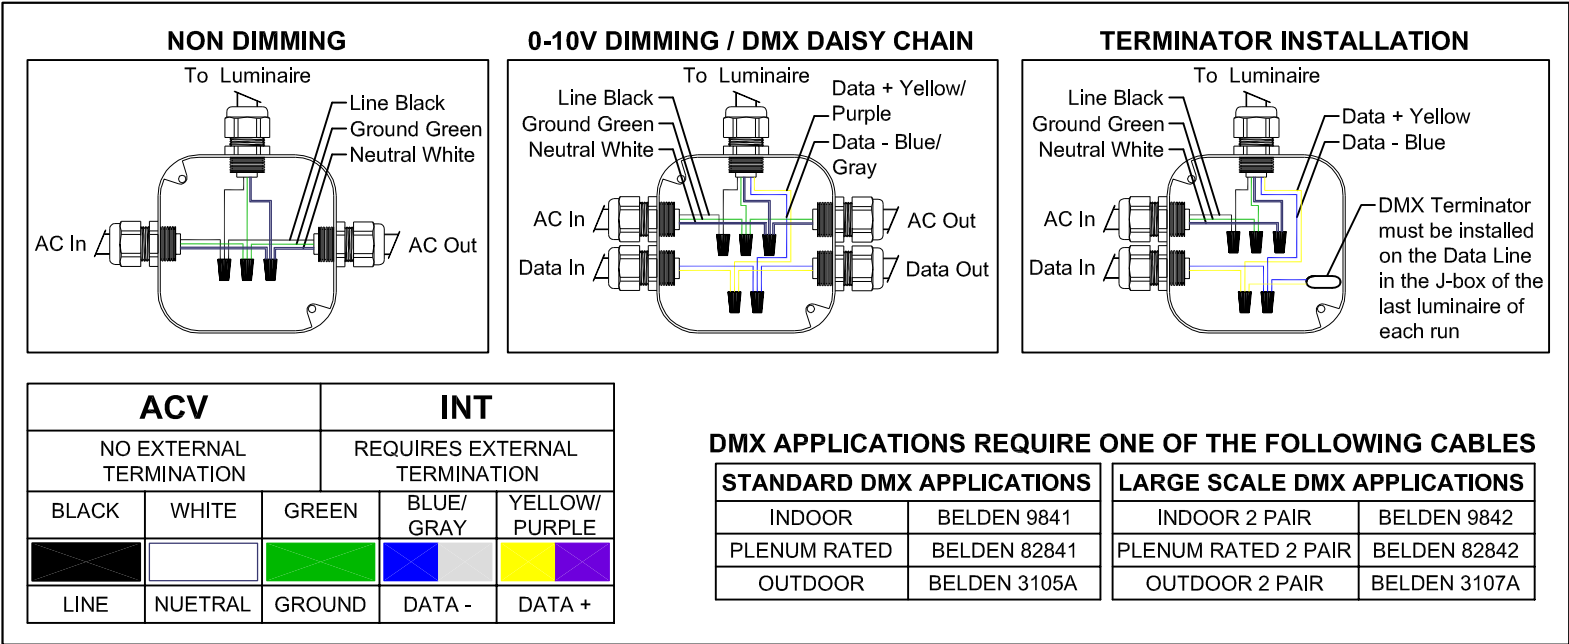 NON DIMMING
To Luminaire
Line Black
Ground Green
Neutral White
AC In
AC Out
0-10V DIMMING / DMX DAISY CHAIN
To Luminaire
Line Black
Ground Green
Neutral White
Data + Yellow/
Purple
Data - Blue/
Gray
AC In
AC Out
Data In
Data Out
TERMINATOR INSTALLATION
To Luminaire
Line Black
Ground Green
Neutral White
Data + Yellow
Data - Blue
AC In
Data In
DMX Terminator
must be installed
on the Data Line
in the J-box of the
last luminaire of
each run
ACV
INT
NO EXTERNAL
TERMINATION
REQUIRES EXTERNAL
TERMINATION
BLACK
WHITE
GREEN
BLUE/
GRAY
YELLOW/
PURPLE
LINE
NUETRAL
GROUND
DATA -
DATA +
DMX APPLICATIONS REQUIRE ONE OF THE FOLLOWING CABLES
STANDARD DMX APPLICATIONS
INDOOR
BELDEN 9841
PLENUM RATED
BELDEN 82841
OUTDOOR
BELDEN 3105A
LARGE SCALE DMX APPLICATIONS
INDOOR 2 PAIR
BELDEN 9842
PLENUM RATED 2 PAIR
BELDEN 82842
OUTDOOR 2 PAIR
BELDEN 3107A